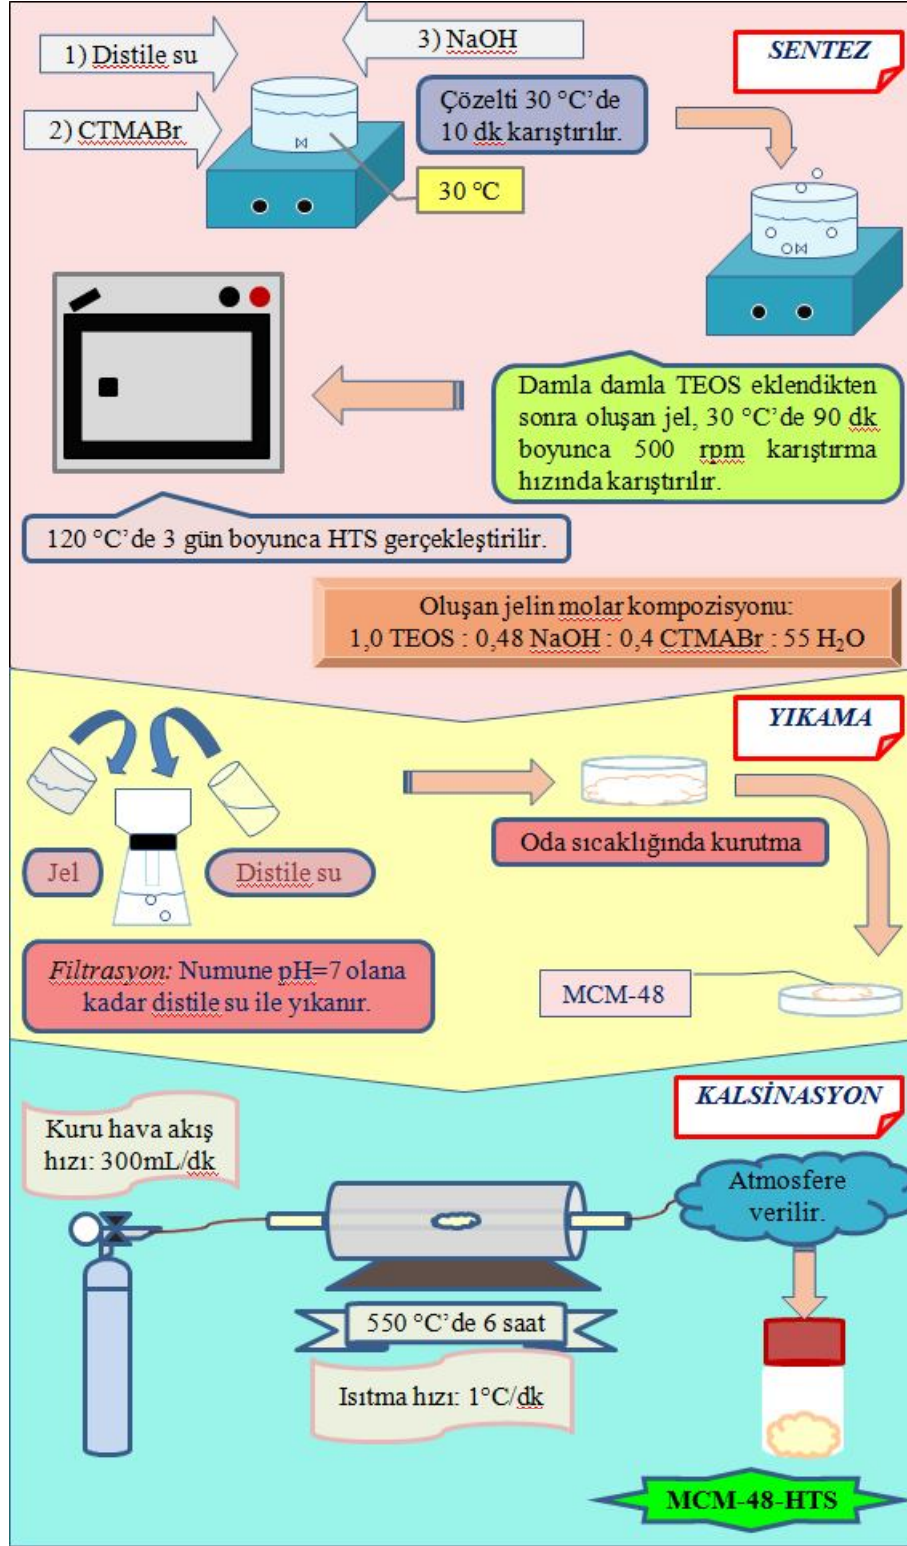 1) Distile su
3) NaOH
SENTEZ
2) CTMABr
Çözelti 30 °C'de
10 dk karıştırılır.
30 °C
Damla damla TEOS eklendikten
sonra oluşan jel, 30 °C'de 90 dk
boyunca 500 rpm karıştırma
hızında karıştırılır.
120 °C'de 3 gün boyunca HTS gerçekleştirilir.
Oluşan jelin molar kompozisyonu:
1,0 TEOS : 0,48 NaOH : 0,4 CTMABr : 55 H₂O
YIKAMA
Jel
Distile su
Oda sıcaklığında kurutma
Filtrasyon: Numune pH=7 olana
kadar distile su ile yıkanır.
MCM-48
KALSİNASYON
Kuru hava akış
hızı: 300mL/dk
Atmosfere
verilir.
550 °C'de 6 saat
Isıtma hızı: 1°C/dk
MCM-48-HTS